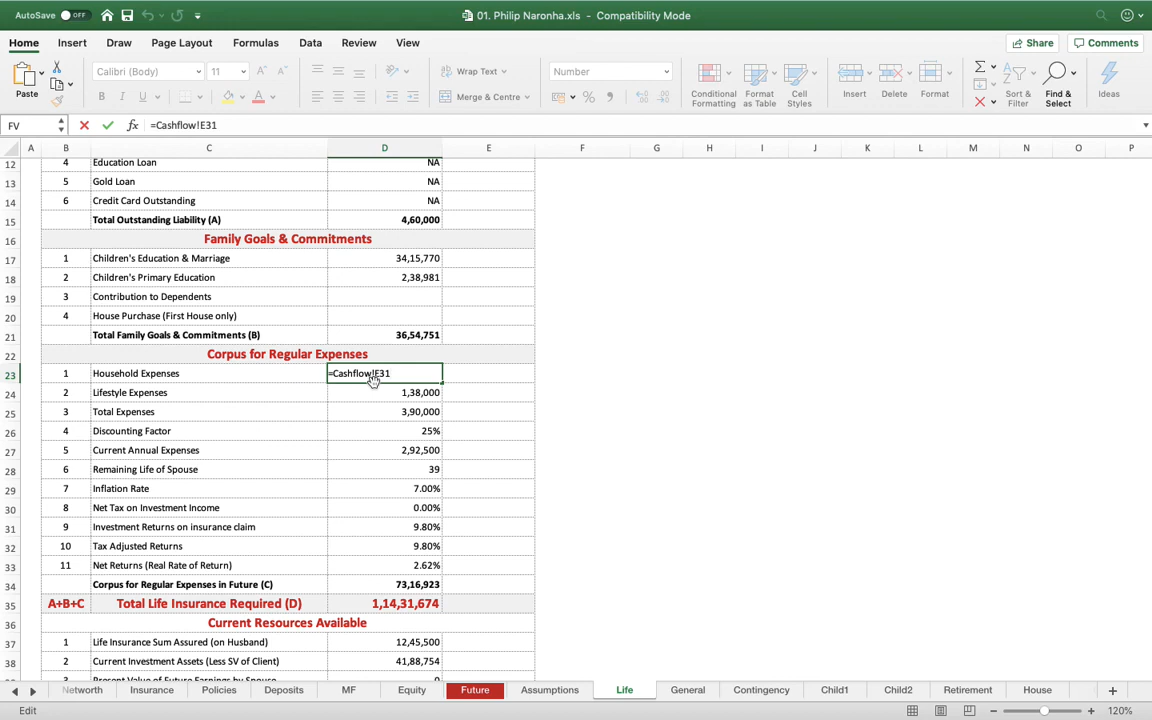 AutoSave OFF 01. Philip Naronha.xls - Compatibility Mode
Home Insert Draw Page Layout Formulas Data Review View Share Comments
Paste Calibri (Body) 11 A A Wrap Text Number
B I U A Merge & Centre % Conditional Formatting Format as Table Cell Styles Insert Delete Format Sort & Filter Find & Select Ideas
FV fx =Cashflow!E31
A B C D E F G H I J K L M N O P
12 4 Education Loan NA
13 5 Gold Loan NA
14 6 Credit Card Outstanding NA
15 Total Outstanding Liability (A) 4,60,000
16 Family Goals & Commitments
17 1 Children's Education & Marriage 34,15,770
18 2 Children's Primary Education 2,38,981
19 3 Contribution to Dependents
20 4 House Purchase (First House only)
21 Total Family Goals & Commitments (B) 36,54,751
22 Corpus for Regular Expenses
23 1 Household Expenses =Cashflow!E31
24 2 Lifestyle Expenses 1,38,000
25 3 Total Expenses 3,90,000
26 4 Discounting Factor 25%
27 5 Current Annual Expenses 2,92,500
28 6 Remaining Life of Spouse 39
29 7 Inflation Rate 7.00%
30 8 Net Tax on Investment Income 0.00%
31 9 Investment Returns on insurance claim 9.80%
32 10 Tax Adjusted Returns 9.80%
33 11 Net Returns (Real Rate of Return) 2.62%
34 Corpus for Regular Expenses in Future (C) 73,16,923
35 A+B+C Total Life Insurance Required (D) 1,14,31,674
36 Current Resources Available
37 1 Life Insurance Sum Assured (on Husband) 12,45,500
38 2 Current Investment Assets (Less SV of Client) 41,88,754
3 Present Value of Future Earnings by Spouse 0
Networth Insurance Policies Deposits MF Equity Future Assumptions Life General Contingency Child1 Child2 Retirement House +
Edit - + 120%